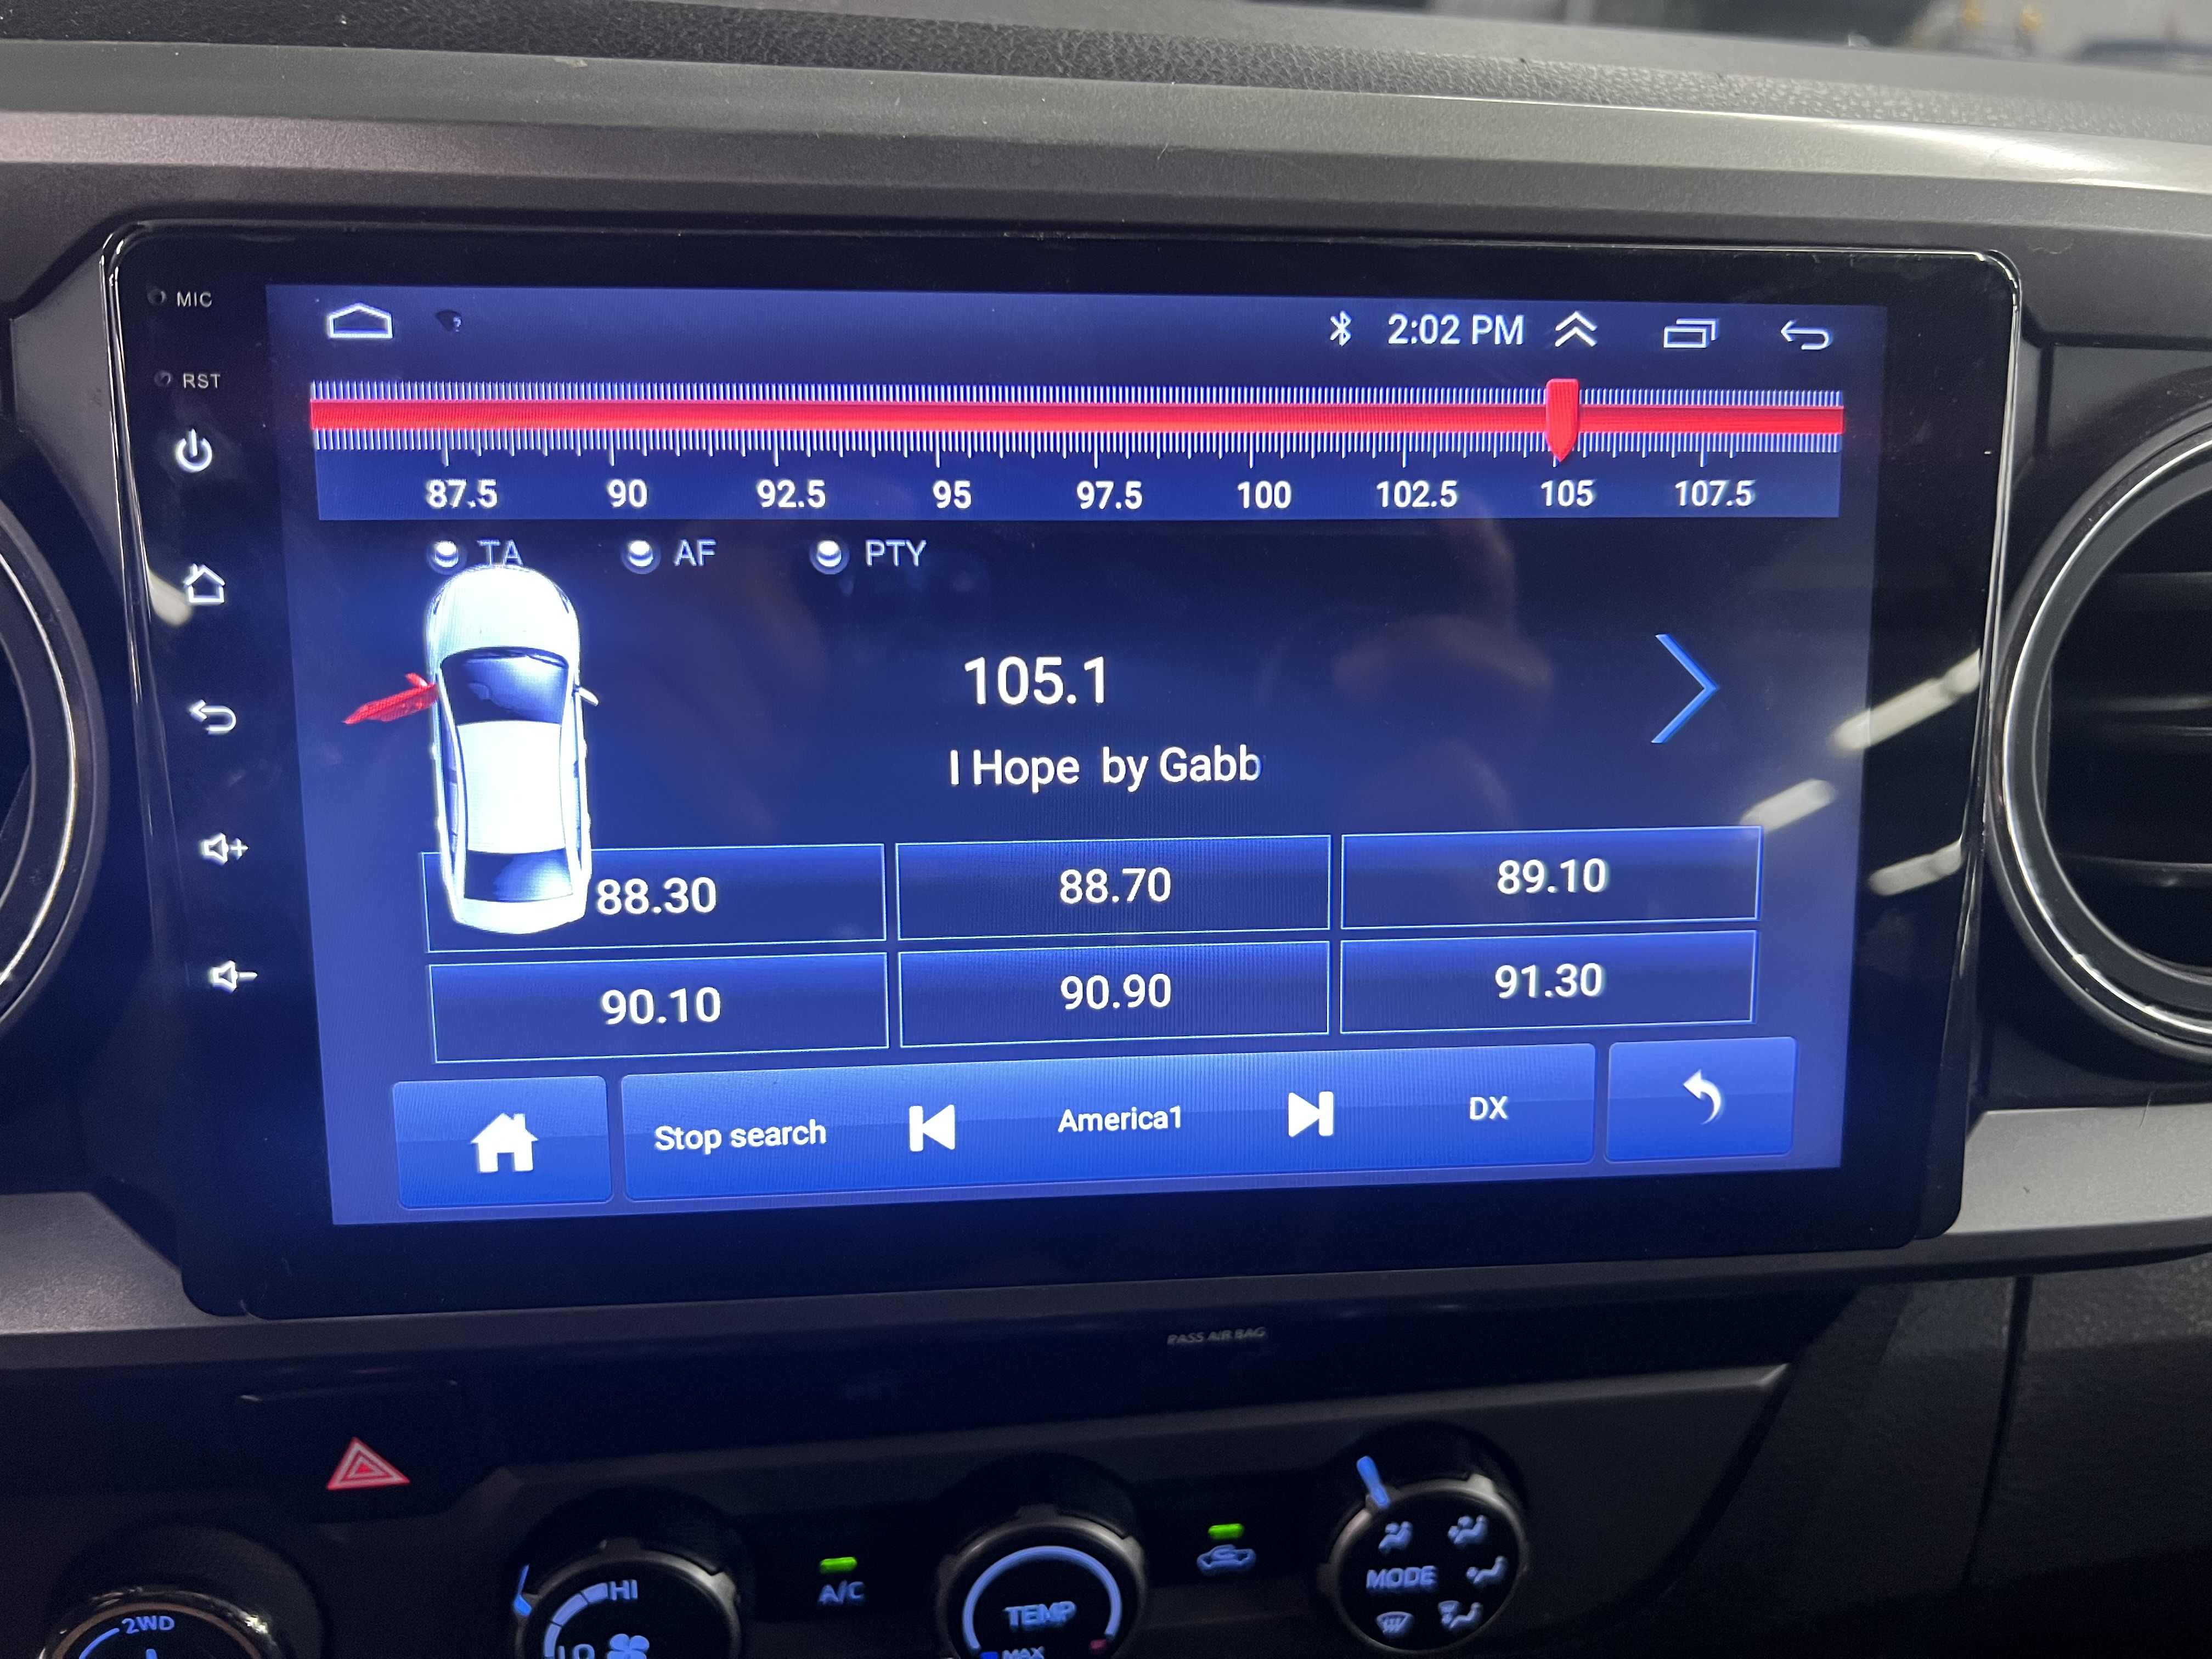 MIC
2:02 PM
RST
87.5 90 92.5 95 97.5 100 102.5 105 107.5
TA AF PTY
105.1
I Hope by Gabb
88.30 88.70 89.10
90.10 90.90 91.30
Stop search America1 DX
PASS AIR BAG
HI
A/C
MODE
TEMP
2WD
LO
MAX